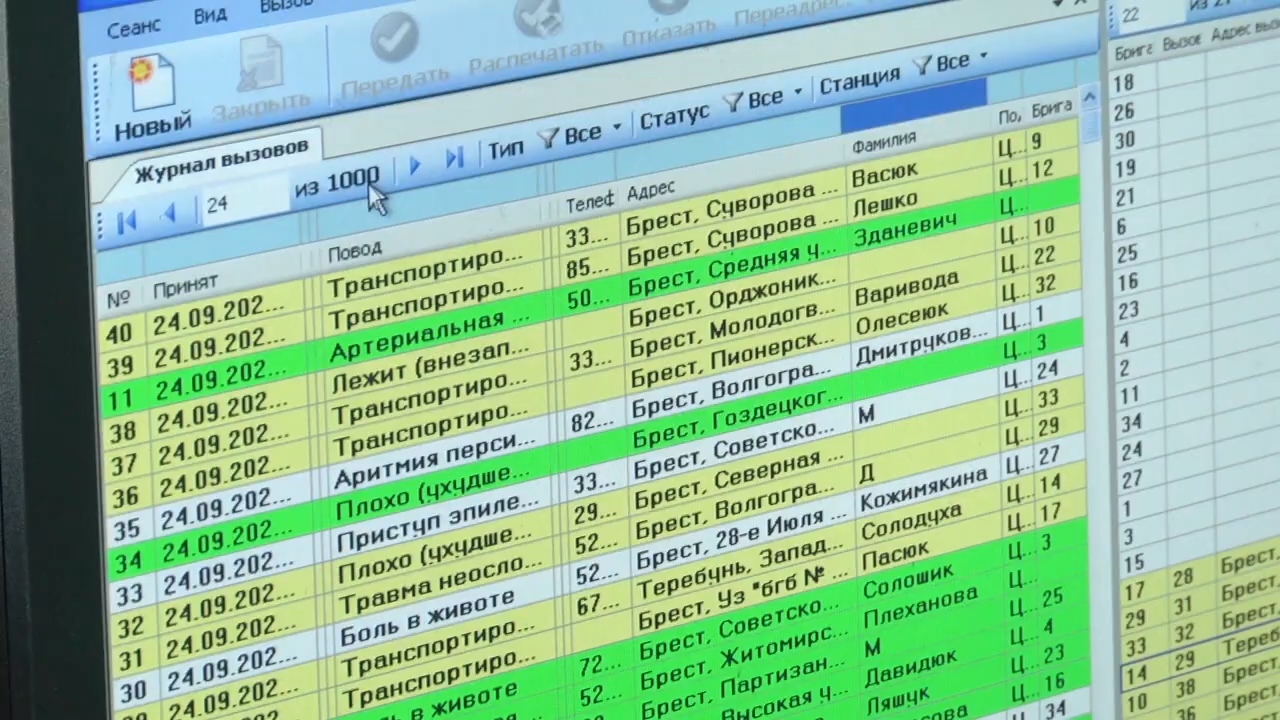 Сеанс Вид Вызов
Новый Закрыть Передать Распечатать Отказать
Журнал вызовов
24 из 1000 Тип Все Статус Все Станция Все
№ Принят Повод Телеф Адрес Фамилия По, Брига
40 24.09.202... Транспортиро... 33... Брест, Суворова ... Васюк Ц... 9
39 24.09.202... Транспортиро... 85... Брест, Суворова ... Лешко Ц... 12
11 24.09.202... Артериальная ... 50... Брест, Средняя ч... Зданевич Ц...
38 24.09.202... Лежит (внезап... Брест, Орджоник... Ц... 10
37 24.09.202... Транспортиро... 33... Брест, Молодогв... Варивода Ц... 22
36 24.09.202... Транспортиро... Брест, Пионерск... Олесеюк Ц... 32
35 24.09.202... Аритмия перси... 82... Брест, Волгогра... Дмитруков... Ц... 1
34 24.09.202... Плохо (ухудше... Брест, Гоздецког... Ц... 3
33 24.09.202... Приступ эпиле... 33... Брест, Советско... М Ц... 24
32 24.09.202... Плохо (ухудше... 29... Брест, Северная ... Ц... 33
31 24.09.202... Травма неосло... 52... Брест, Волгогра... Д Ц... 29
30 24.09.202... Боль в животе 52... Брест, 28-е Июля ... Кожимякина Ц... 27
24.09.202... Транспортиро... 67... Теребунь, Запад... Солодуха Ц... 14
Транспортиро... Брест, Уз "бгб № ... Пасюк Ц... 17
в животе 72... Брест, Советско... Солошик Ц... 3
52... Брест, Житомирс... Плеханова Ц...
Брест, Партизан... М Ц... 25
Высокая ч... Давидюк Ц... 4
Ляшук Ц... 23
Ц... 16
34
22 из
Брига Вызов Адрес
18
26
30
19
21
6
25
16
23
4
2
11
34
24
27
1
3
15
17 28 Брест
29 31 Брест
33 32 Брест
14 29 Тереб
10 38 Брест
36 Брест